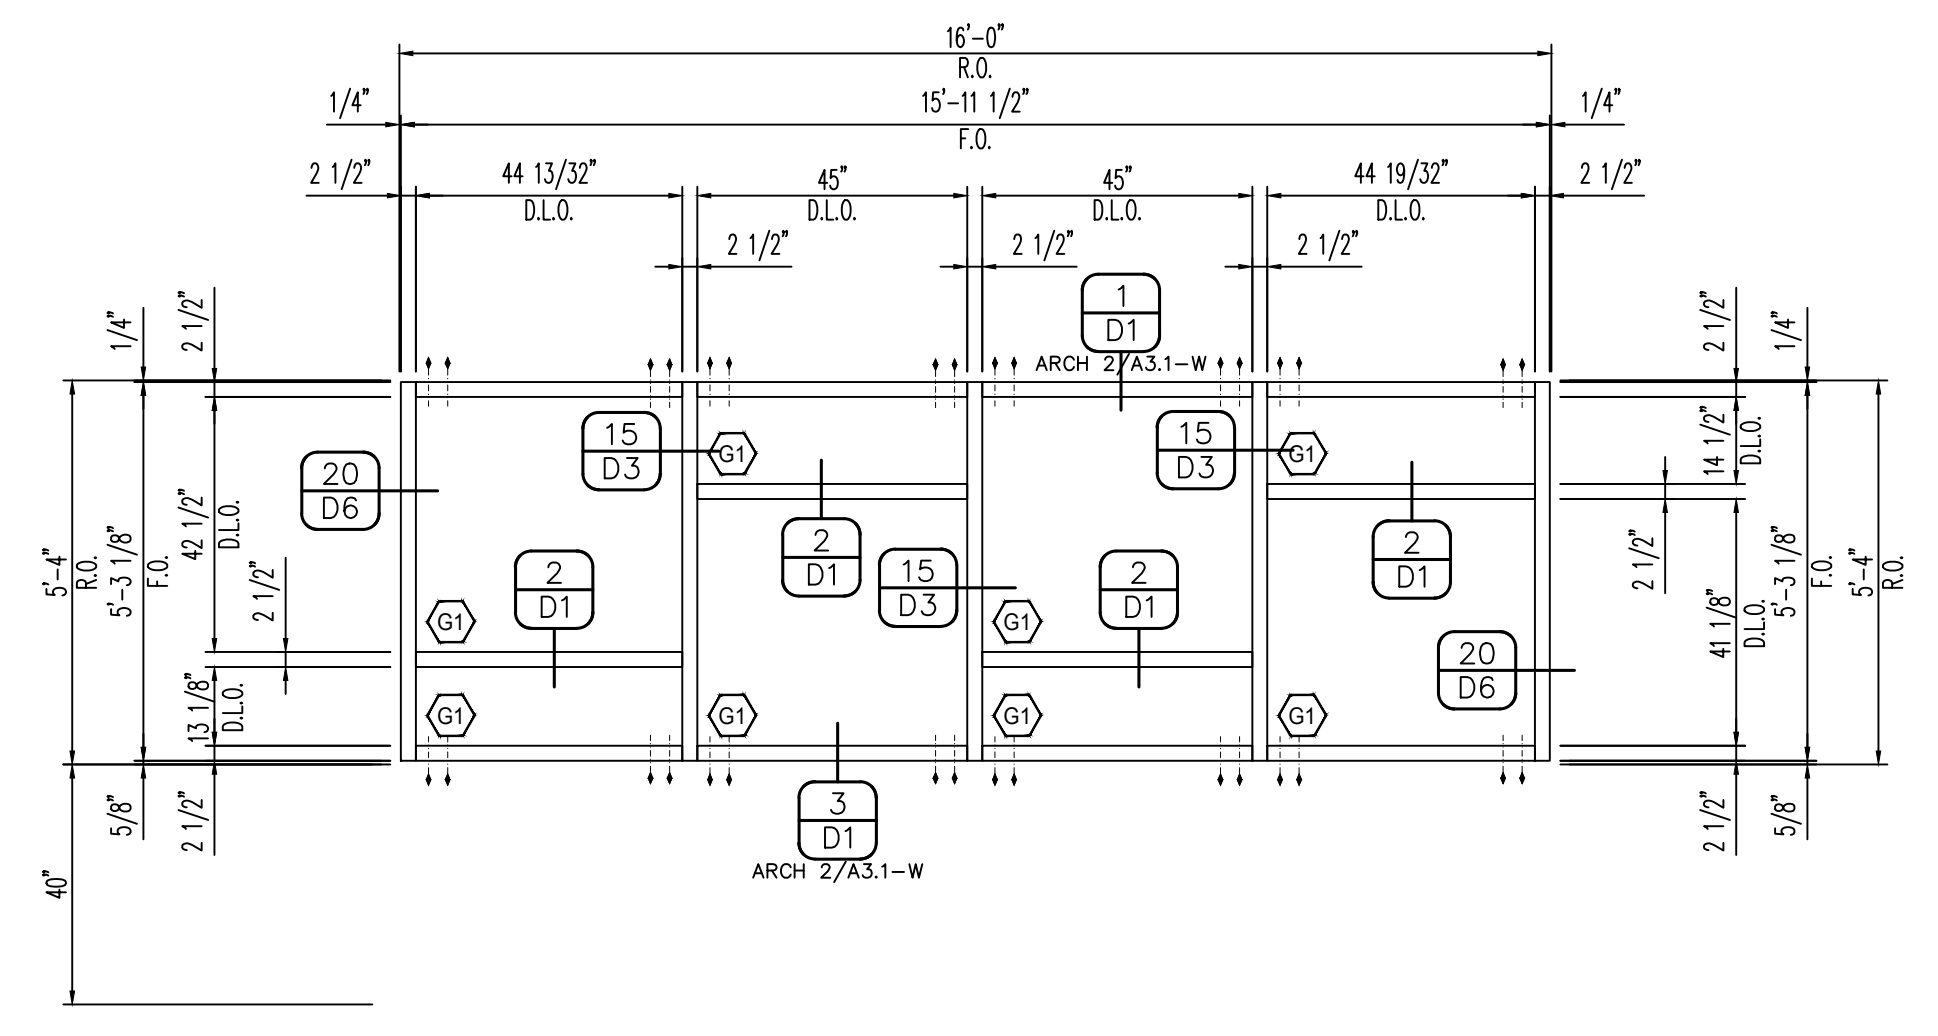 16'-0"
R.O.
1/4" 15'-11 1/2" 1/4"
F.O.
2 1/2" 44 13/32" 45" 45" 44 19/32" 2 1/2"
D.L.O. D.L.O. D.L.O. D.L.O.
2 1/2" 2 1/2" 2 1/2"
1
D1
ARCH 2/A3.1-W
1/4" 2 1/2" 2 1/2" 1/4"
15
D3
G1
15
D3
G1
20
D6
14 1/2"
D.L.O.
5'-4"
R.O.
5'-3 1/8"
F.O.
42 1/2"
D.L.O.
2 1/2"
2
D1
2
D1
15
D3
2
D1
2
D1
2 1/2"
41 1/8"
D.L.O.
5'-3 1/8"
F.O.
5'-4"
R.O.
G1 G1
20
D6
13 1/8"
D.L.O.
G1 G1 G1 G1
5/8" 2 1/2" 2 1/2" 5/8"
3
D1
ARCH 2/A3.1-W
40"